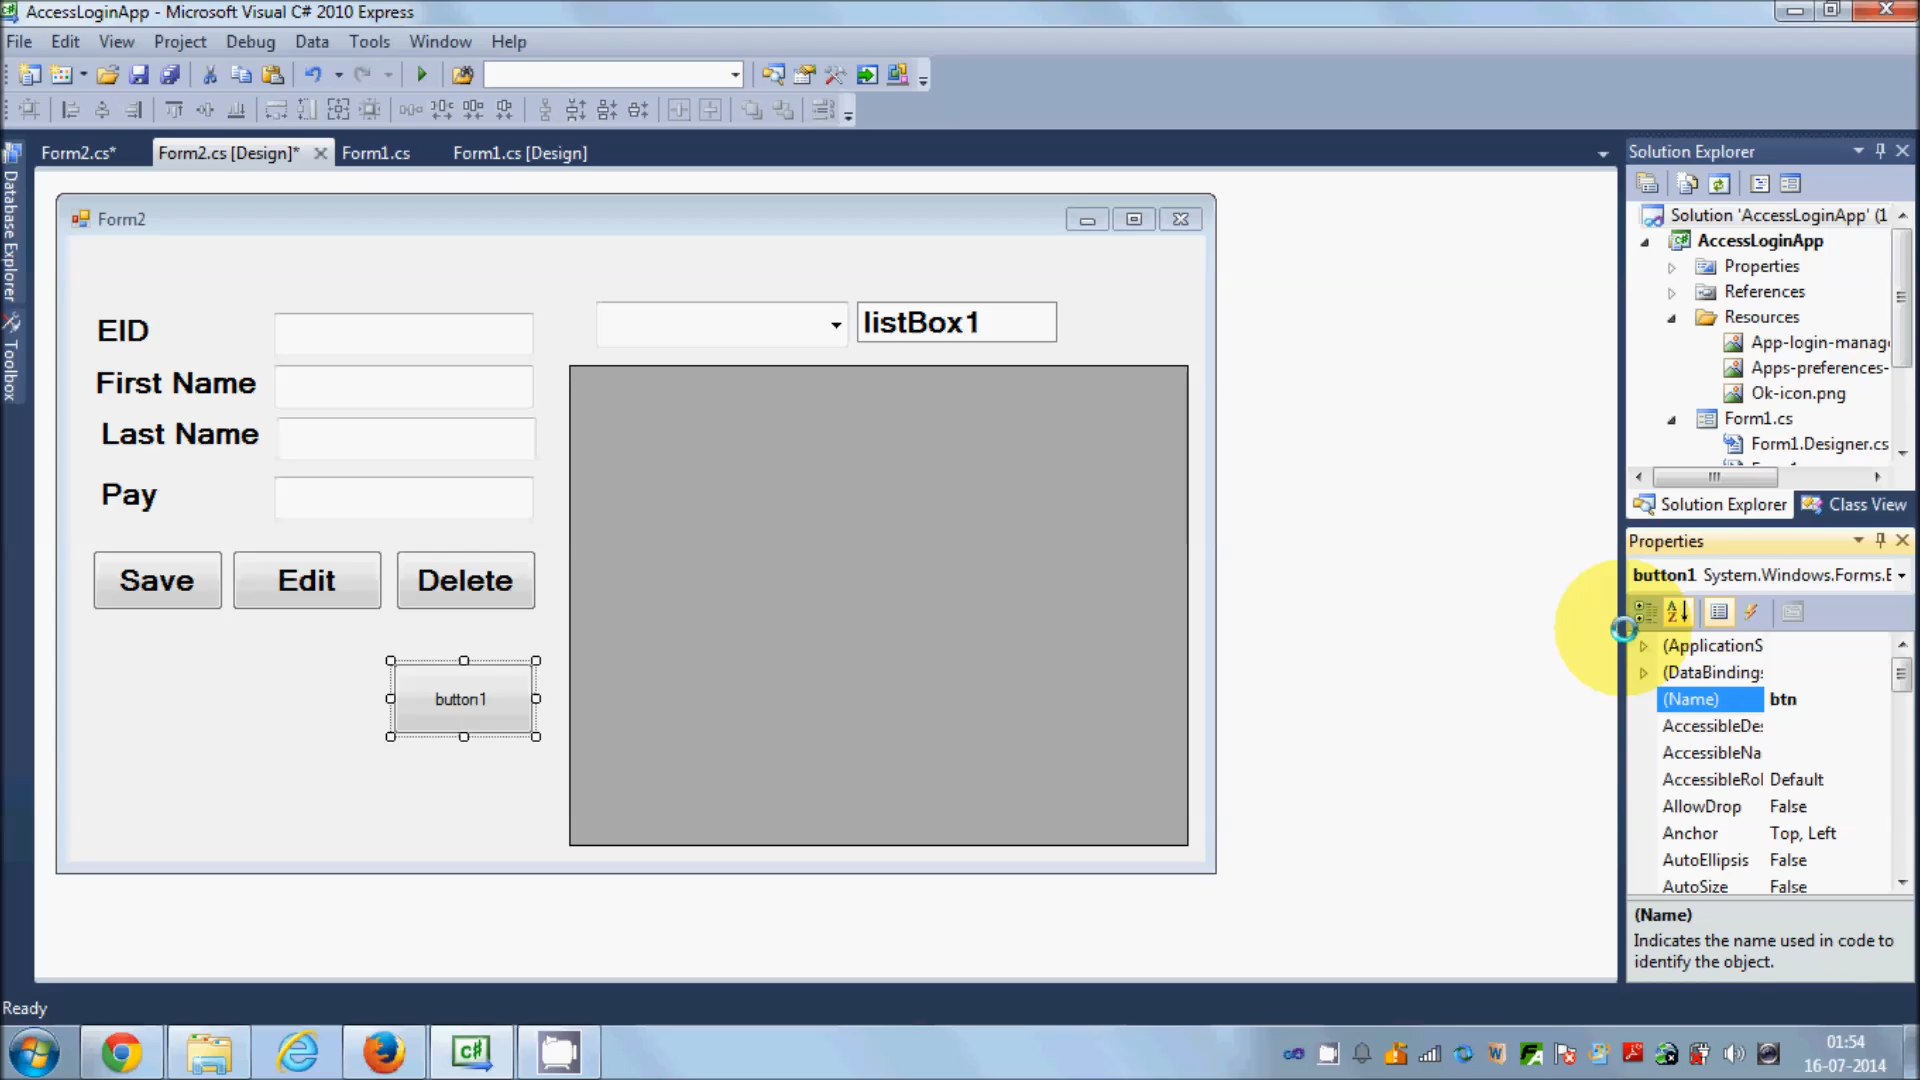 AccessLoginApp - Microsoft Visual C# 2010 Express
File Edit View Project Debug Data Tools Window Help
Form2.cs* Form2.cs [Design]* Form1.cs Form1.cs [Design]
Database Explorer
Toolbox
Form2
EID
First Name
Last Name
Pay
listBox1
Save Edit Delete
button1
Solution Explorer
Solution 'AccessLoginApp' (1
AccessLoginApp
Properties
References
Resources
App-login-manag
Apps-preferences-
Ok-icon.png
Form1.cs
Form1.Designer.cs
Solution Explorer Class View
Properties
button1 System.Windows.Forms.B
(ApplicationS
(DataBindings
(Name) btn
AccessibleDes
AccessibleNa
AccessibleRol Default
AllowDrop False
Anchor Top, Left
AutoEllipsis False
AutoSize False
(Name)
Indicates the name used in code to
identify the object.
Ready
01:54
16-07-2014